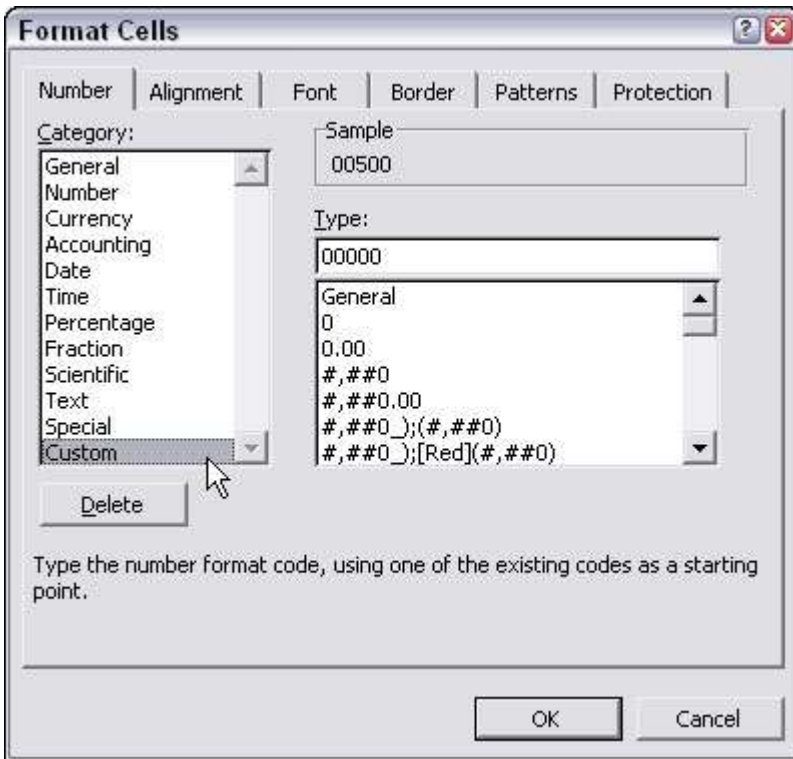 Format Cells
Number Alignment Font Border Patterns Protection
Category:
General
Number
Currency
Accounting
Date
Time
Percentage
Fraction
Scientific
Text
Special
Custom
Delete
Sample
00500
Type:
00000
General
0
0.00
#,##0
#,##0.00
#,##0_);(#,##0)
#,##0_);[Red](#,##0)
Type the number format code, using one of the existing codes as a starting
point.
OK Cancel